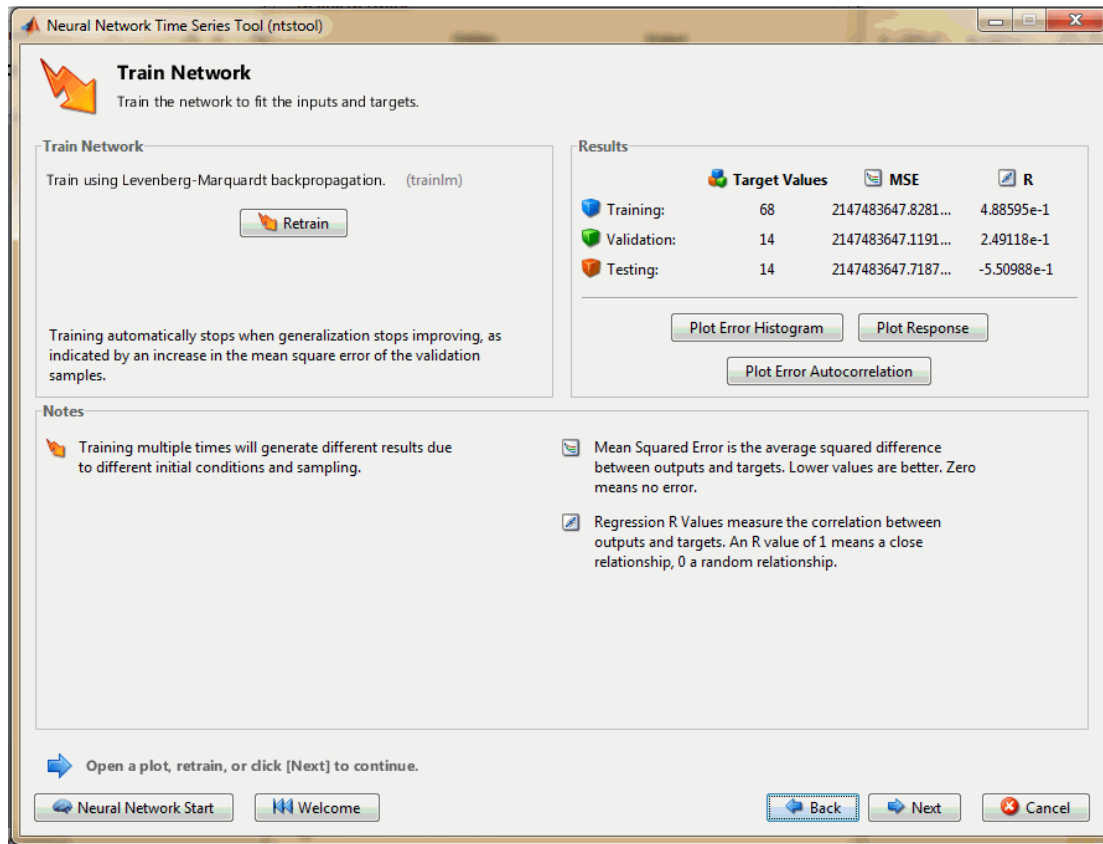 Neural Network Time Series Tool (ntstool)
Train Network
Train the network to fit the inputs and targets.
Train Network
Train using Levenberg-Marquardt backpropagation. (trainlm)
Retrain
Training automatically stops when generalization stops improving, as
indicated by an increase in the mean square error of the validation
samples.
Results
Target Values MSE R
Training: 68 2147483647.8281... 4.88595e-1
Validation: 14 2147483647.1191... 2.49118e-1
Testing: 14 2147483647.7187... -5.50988e-1
Plot Error Histogram Plot Response
Plot Error Autocorrelation
Notes
Training multiple times will generate different results due
to different initial conditions and sampling.
Mean Squared Error is the average squared difference
between outputs and targets. Lower values are better. Zero
means no error.
Regression R Values measure the correlation between
outputs and targets. An R value of 1 means a close
relationship, 0 a random relationship.
Open a plot, retrain, or click [Next] to continue.
Neural Network Start Welcome Back Next Cancel